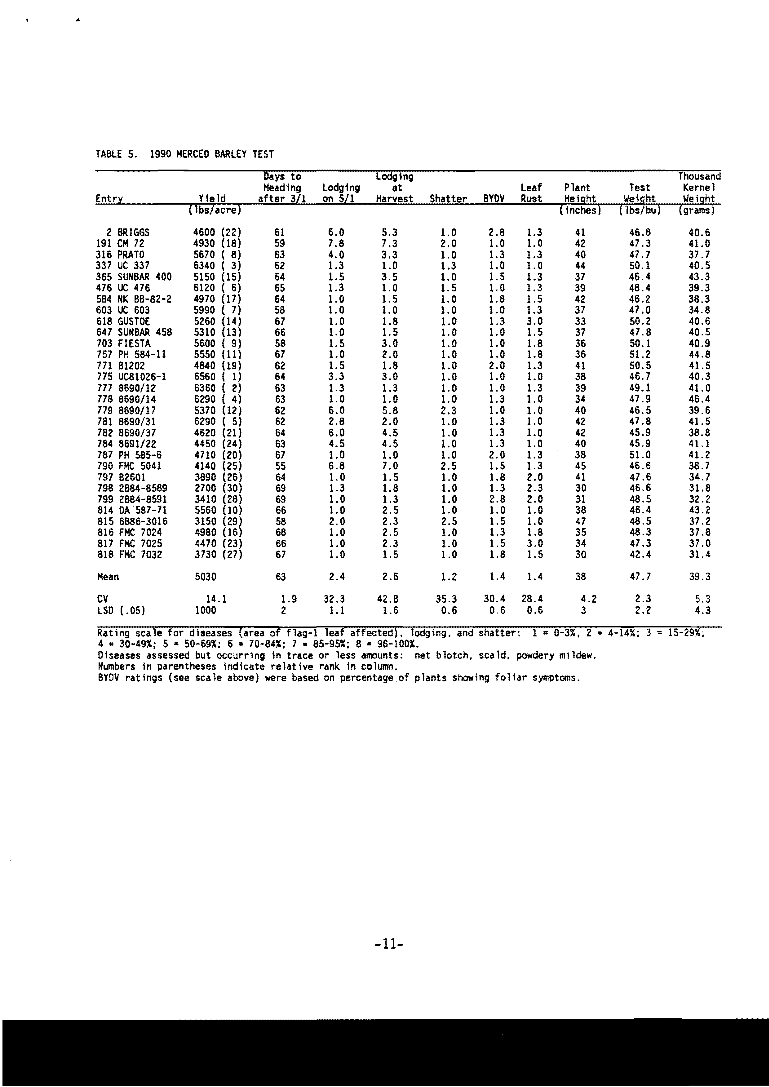 TABLE 5. 1990 MERCED BARLEY TEST
Days to Lodging Thousand
Heading Lodging at Leaf Plant Test Kernel
Entry Yield after 3/1 on 5/1 Harvest Shatter BYDV Rust Height Weight Weight
(lbs/acre) (inches) (lbs/bu) (grams)
2 BRIGGS 4600 (22) 61 6.0 5.3 1.0 2.8 1.3 41 46.8 40.6
191 CM 72 4930 (18) 59 7.8 7.3 2.0 1.0 1.0 42 47.3 41.0
316 PRATO 5670 ( 8) 63 4.0 3.3 1.0 1.3 1.3 40 47.7 37.7
337 UC 337 6340 ( 3) 62 1.3 1.0 1.3 1.0 1.0 44 50.1 40.5
365 SUNBAR 400 5150 (15) 64 1.5 3.5 1.0 1.5 1.3 37 46.4 43.3
476 UC 476 6120 ( 6) 65 1.3 1.0 1.5 1.0 1.3 39 48.4 39.3
584 NK BB-82-2 4970 (17) 64 1.0 1.5 1.0 1.8 1.5 42 46.2 38.3
603 UC 603 5990 ( 7) 58 1.0 1.0 1.0 1.0 1.3 37 47.0 34.8
618 GUSTOE 5260 (14) 67 1.0 1.8 1.0 1.3 3.0 33 50.2 40.6
647 SUNBAR 458 5310 (13) 66 1.0 1.5 1.0 1.0 1.5 37 47.8 40.5
703 FIESTA 5600 ( 9) 58 1.5 3.0 1.0 1.0 1.8 36 50.1 40.9
757 PH 584-11 5550 (11) 67 1.0 2.0 1.0 1.0 1.8 36 51.2 44.8
771 B1202 4840 (19) 62 1.5 1.8 1.0 2.0 1.3 41 50.5 41.5
775 UC81026-1 6560 ( 1) 64 3.3 3.0 1.0 1.0 1.0 38 46.7 40.3
777 8690/12 6360 ( 2) 63 1.3 1.3 1.0 1.0 1.3 39 49.1 41.0
778 8690/14 6290 ( 4) 63 1.0 1.0 1.0 1.3 1.0 34 47.9 46.4
779 8690/17 5370 (12) 62 6.0 5.8 2.3 1.0 1.0 40 46.5 39.6
781 8690/31 6290 ( 5) 62 2.8 2.0 1.0 1.3 1.0 42 47.8 41.5
782 8690/37 4620 (21) 64 6.0 4.5 1.0 1.3 1.0 42 45.9 38.8
784 8691/22 4450 (24) 63 4.5 4.5 1.0 1.3 1.0 40 45.9 41.1
787 PH 585-6 4710 (20) 67 1.0 1.0 1.0 2.0 1.3 38 51.0 41.2
790 FMC 5041 4140 (25) 55 6.8 7.0 2.5 1.5 1.3 45 46.6 38.7
797 B2601 3890 (26) 64 1.0 1.5 1.0 1.8 2.0 41 47.6 34.7
798 2B84-8589 2700 (30) 69 1.3 1.8 1.0 1.3 2.3 30 46.6 31.8
799 2B84-8591 3410 (28) 69 1.0 1.3 1.0 2.8 2.0 31 48.5 32.2
814 DA 587-71 5560 (10) 66 1.0 2.5 1.0 1.0 1.0 38 46.4 43.2
815 6B86-3016 3150 (29) 58 2.0 2.3 2.5 1.5 1.0 47 48.5 37.2
816 FMC 7024 4980 (16) 68 1.0 2.5 1.0 1.3 1.8 35 48.3 37.8
817 FMC 7025 4470 (23) 66 1.0 2.3 1.0 1.5 3.0 34 47.3 37.0
818 FMC 7032 3730 (27) 67 1.0 1.5 1.0 1.8 1.5 30 42.4 31.4
Mean 5030 63 2.4 2.6 1.2 1.4 1.4 38 47.7 39.3
CV 14.1 1.9 32.3 42.8 35.3 30.4 28.4 4.2 2.3 5.3
LSD (.05) 1000 2 1.1 1.6 0.6 0.6 0.6 3 2.2 4.3
Rating scale for diseases (area of flag-1 leaf affected), lodging, and shatter: 1 = 0-3%, 2 = 4-14%; 3 = 15-29%;
4 = 30-49%; 5 = 50-69%; 6 = 70-84%; 7 = 85-95%; 8 = 96-100%.
Diseases assessed but occurring in trace or less amounts: net blotch, scald, powdery mildew.
Numbers in parentheses indicate relative rank in column.
BYDV ratings (see scale above) were based on percentage of plants showing foliar symptoms.
-11-